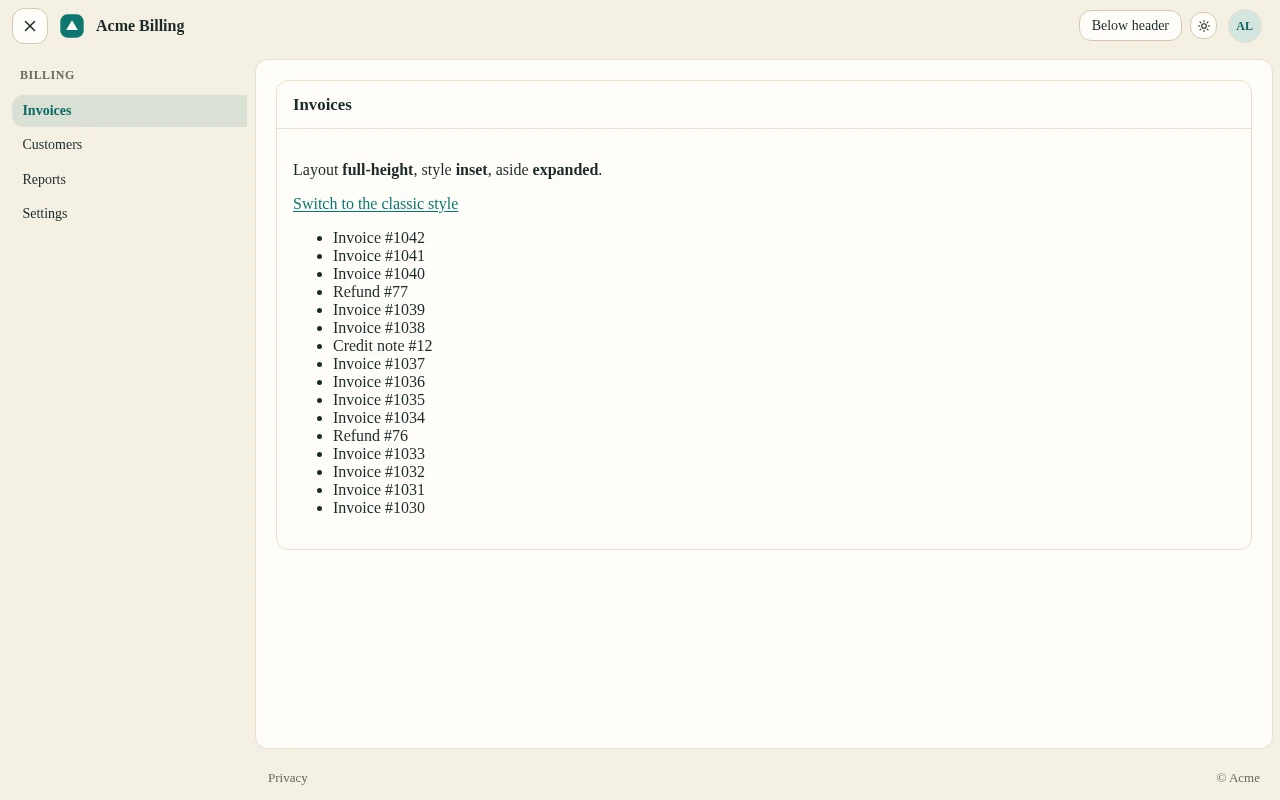 Acme Billing
Below header
AL
BILLING
Invoices
Customers
Reports
Settings
Invoices
Layout full-height, style inset, aside expanded.
Switch to the classic style
Invoice #1042
Invoice #1041
Invoice #1040
Refund #77
Invoice #1039
Invoice #1038
Credit note #12
Invoice #1037
Invoice #1036
Invoice #1035
Invoice #1034
Refund #76
Invoice #1033
Invoice #1032
Invoice #1031
Invoice #1030
Privacy
© Acme